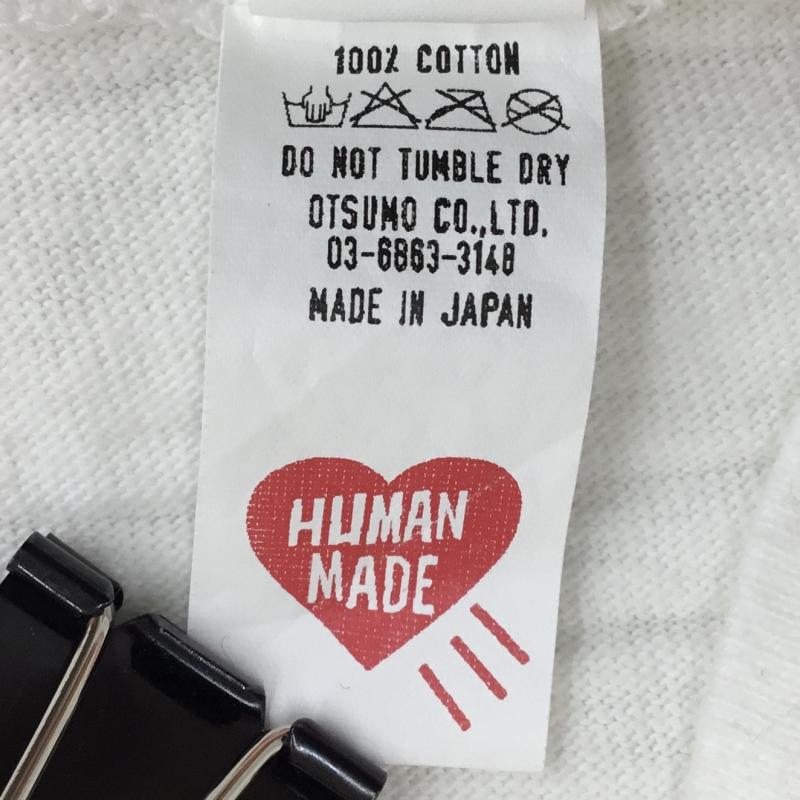 100% COTTON
DO NOT TUMBLE DRY
OTSUMO CO.,LTD.
03-6863-3148
MADE IN JAPAN
HUMAN
MADE